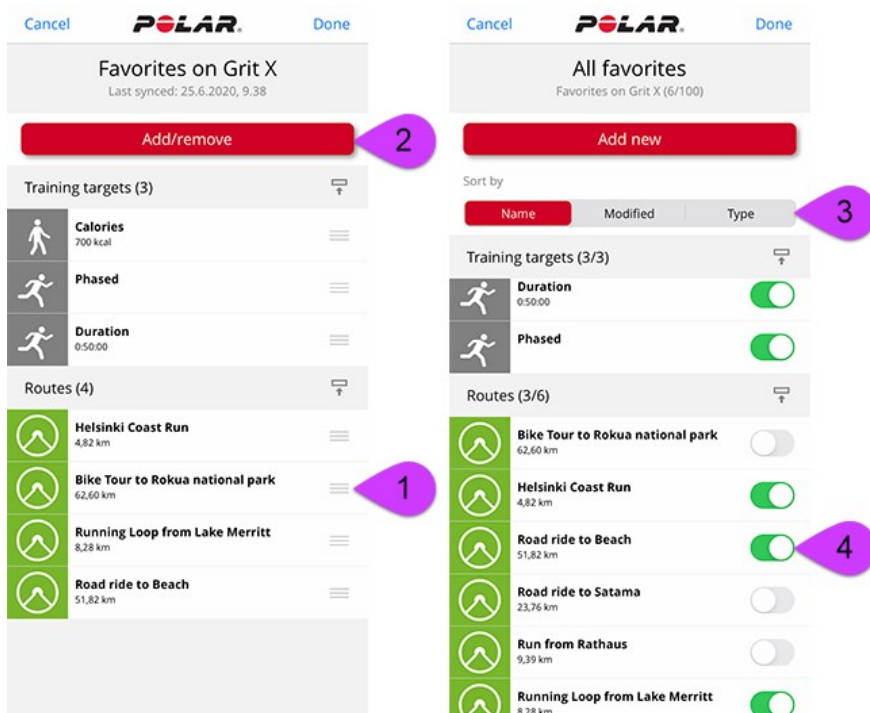 Cancel
POLAR.
Done
Favorites on Grit X
Last synced: 25.6.2020, 9.38
Add/remove
2
Training targets (3)
Calories
700 kcal
Phased
Duration
0:50:00
Routes (4)
Helsinki Coast Run
4,82 km
Bike Tour to Rokua national park
62,60 km
1
Running Loop from Lake Merritt
8,28 km
Road ride to Beach
51,82 km
Cancel
POLAR.
Done
All favorites
Favorites on Grit X (6/100)
Add new
Sort by
Name
Modified
Type
3
Training targets (3/3)
Duration
0:50:00
Phased
Routes (3/6)
Bike Tour to Rokua national park
62,60 km
Helsinki Coast Run
4,82 km
Road ride to Beach
51,82 km
4
Road ride to Satama
23,76 km
Run from Rathaus
9,39 km
Running Loop from Lake Merritt
8,28 km